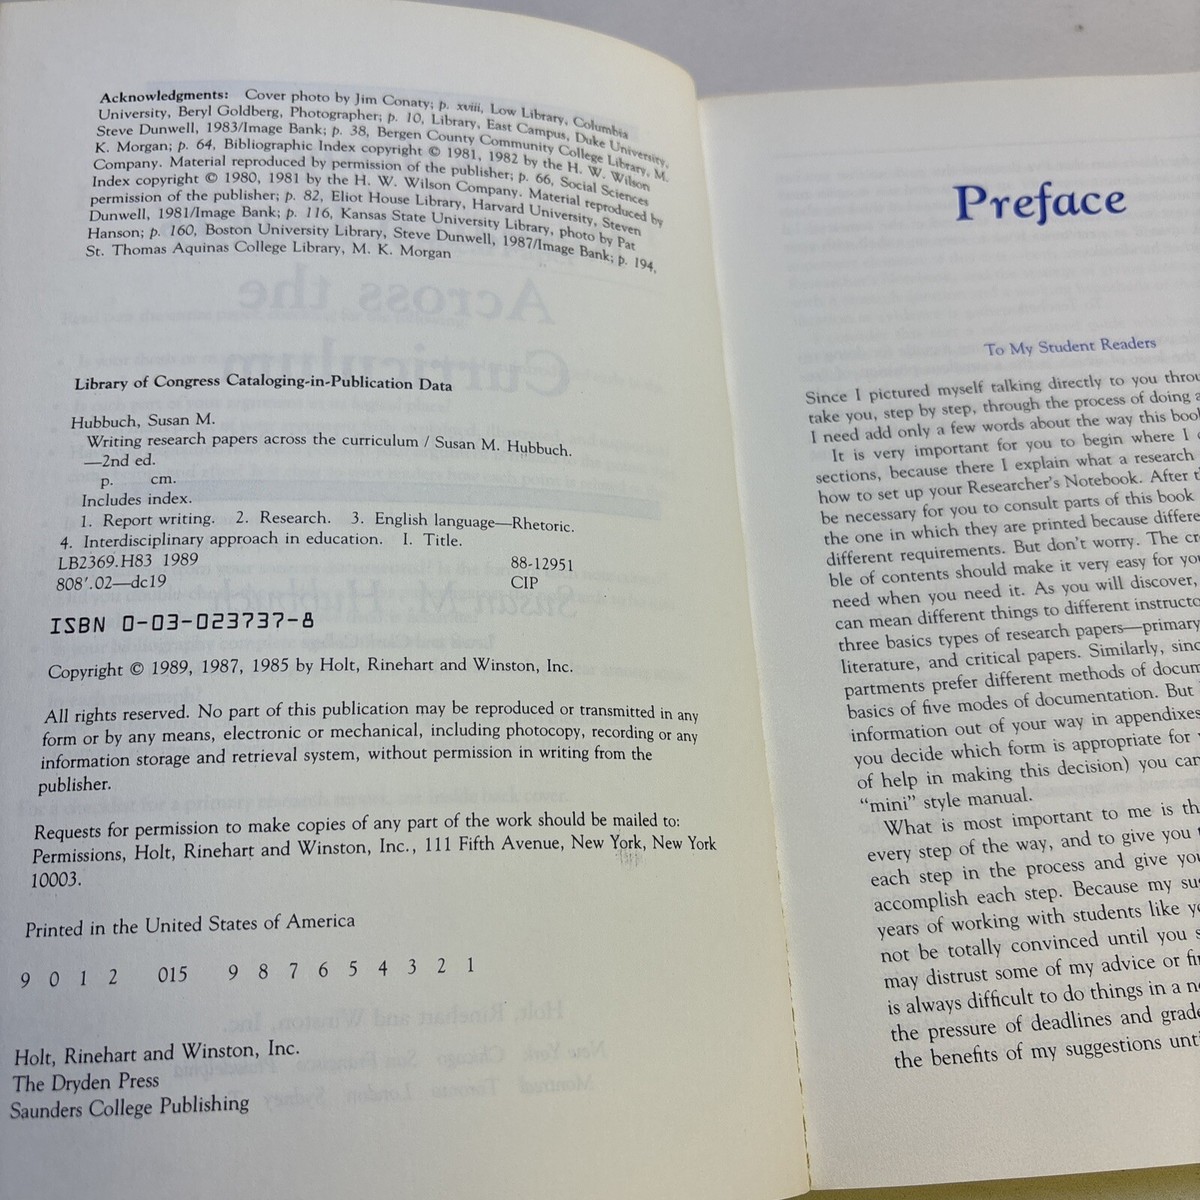 Acknowledgments: Cover photo by Jim Conaty; p. xviii, Low Library, Columbia
University, Beryl Goldberg, Photographer; p. 10, Library, East Campus, Duke University,
Steve Dunwell, 1983/Image Bank; p. 38, Bergen County Community College Library, M.
K. Morgan; p. 64, Bibliographic Index copyright © 1981, 1982 by the H. W. Wilson
Company. Material reproduced by permission of the publisher; p. 66, Social Sciences
Index copyright © 1980, 1981 by the H. W. Wilson Company. Material reproduced by
permission of the publisher; p. 82, Eliot House Library, Harvard University, Steven
Dunwell, 1981/Image Bank; p. 116, Kansas State University Library, photo by Pat
Hanson; p. 160, Boston University Library, Steve Dunwell, 1987/Image Bank; p. 194,
St. Thomas Aquinas College Library, M. K. Morgan
Library of Congress Cataloging-in-Publication Data
Hubbuch, Susan M.
Writing research papers across the curriculum / Susan M. Hubbuch.
—2nd ed.
p. cm.
Includes index.
1. Report writing. 2. Research. 3. English language—Rhetoric.
4. Interdisciplinary approach in education. I. Title.
LB2369.H83 1989 88-12951
808'.02—dc19 CIP
ISBN 0-03-023737-8
Copyright © 1989, 1987, 1985 by Holt, Rinehart and Winston, Inc.
All rights reserved. No part of this publication may be reproduced or transmitted in any
form or by any means, electronic or mechanical, including photocopy, recording or any
information storage and retrieval system, without permission in writing from the
publisher.
Requests for permission to make copies of any part of the work should be mailed to:
Permissions, Holt, Rinehart and Winston, Inc., 111 Fifth Avenue, New York, New York
10003.
Printed in the United States of America
9 0 1 2 015 9 8 7 6 5 4 3 2 1
Holt, Rinehart and Winston, Inc.
The Dryden Press
Saunders College Publishing
Preface
To My Student Readers
Since I pictured myself talking directly to you
take you, step by step, through the process of doing
I need add only a few words about the way this
It is very important for you to begin where I
sections, because there I explain what a research
how to set up your Researcher's Notebook. After
be necessary for you to consult parts of this book
the one in which they are printed because
different requirements. But don't worry. The
ble of contents should make it very easy for
need when you need it. As you will discover,
can mean different things to different
three basics types of research papers—primary
literature, and critical papers. Similarly,
partments prefer different methods of
basics of five modes of documentation. But
information out of your way in appendixes
you decide which form is appropriate for
of help in making this decision) you can
“mini” style manual.
What is most important to me is
every step of the way, and to give you
each step in the process and give
accomplish each step. Because my
years of working with students like
not be totally convinced until you
may distrust some of my advice or
is always difficult to do things in a
the pressure of deadlines and
the benefits of my suggestions